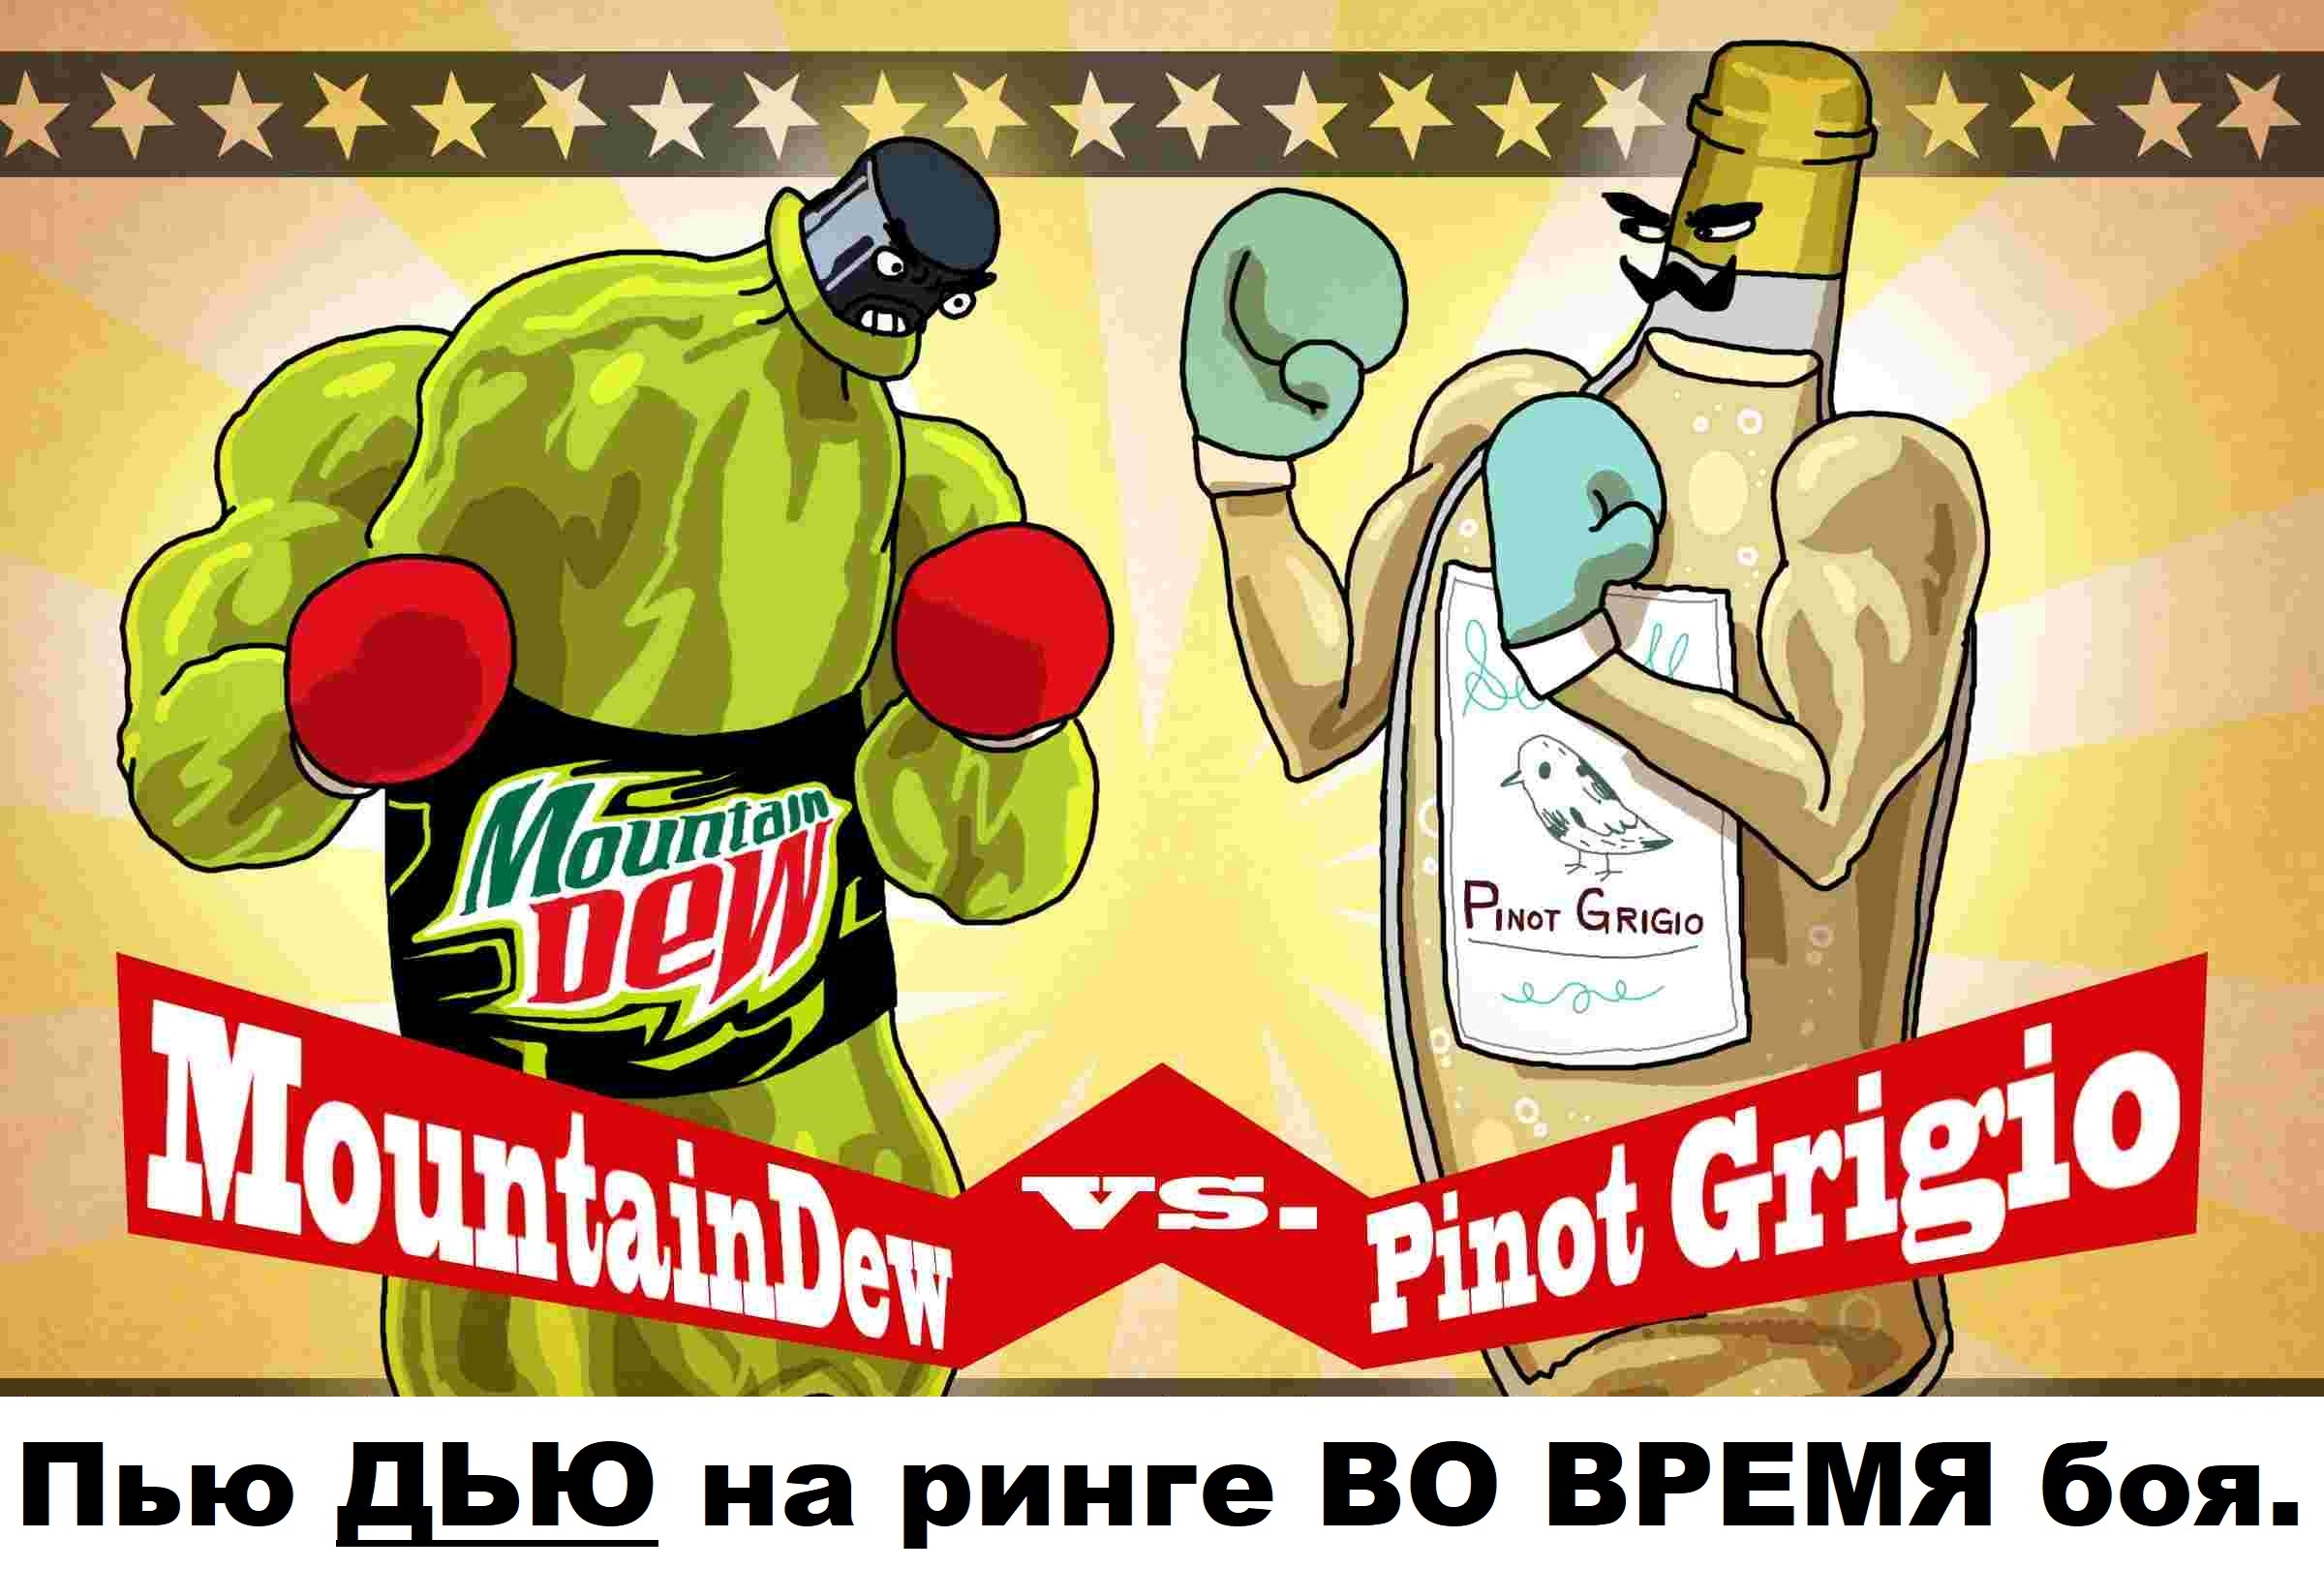 Mountain
Dew
Pinot Grigio
MountainDew vs. Pinot Grigio
Пью ДЬЮ на ринге ВО ВРЕМЯ боя.